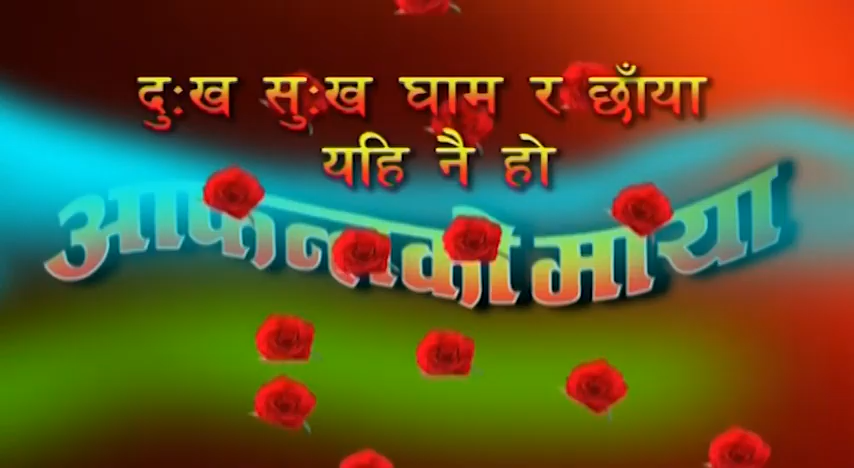 दुःख सुःख घाम र छाँया
यहि नै हो
आफन्तको माया